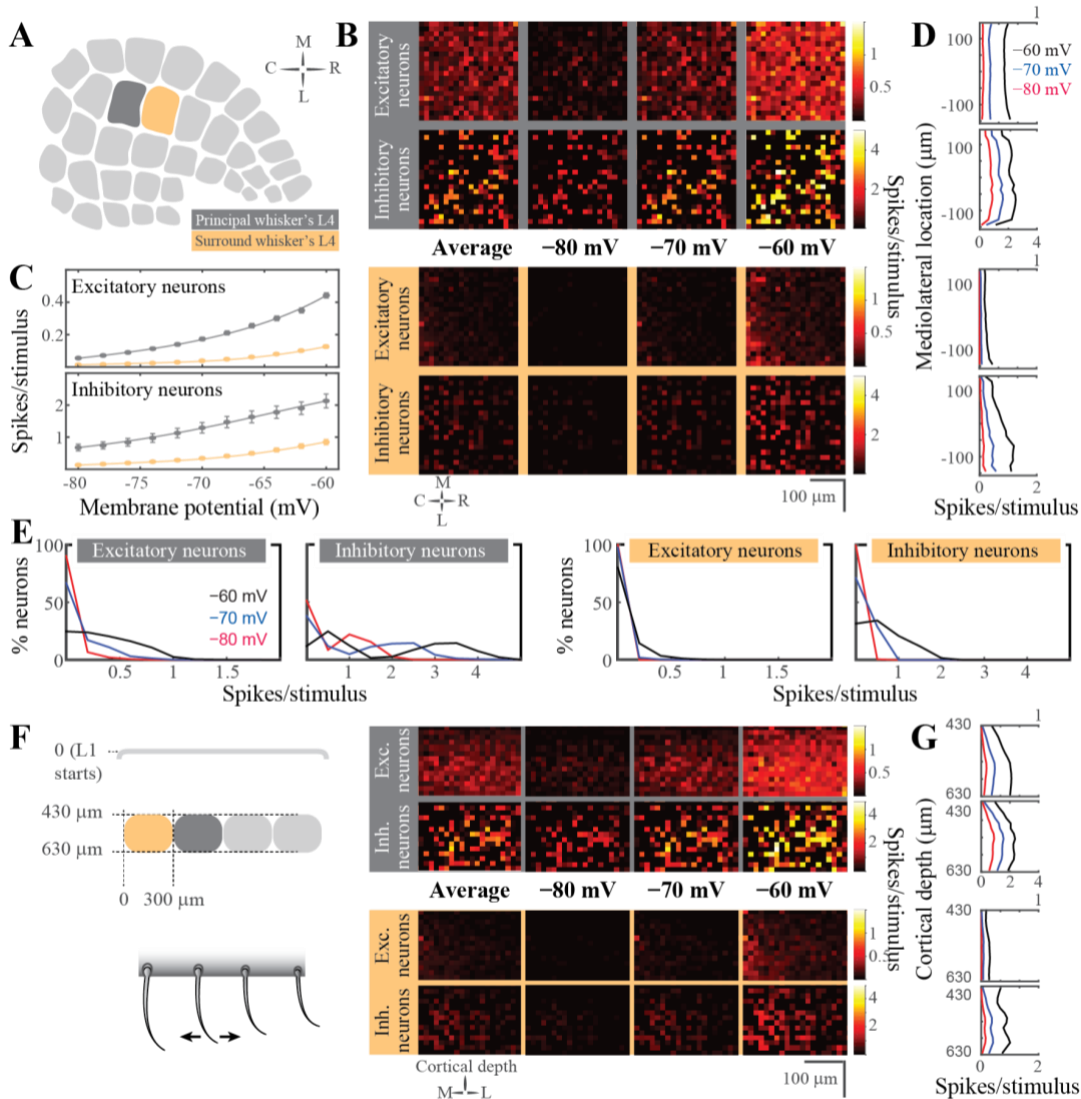 A
M
C
R
L
Principal whisker's L4
Surround whisker's L4
B
Excitatory
neurons
Inhibitory
neurons
Average
−80 mV
−70 mV
−60 mV
Excitatory
neurons
Inhibitory
neurons
1
0.5
4
2
1
0.5
4
2
Spikes/stimulus
M
C
R
L
100 µm
C
Excitatory neurons
0.4
0.2
Inhibitory neurons
2
1
Spikes/stimulus
-80
-75
-70
-65
-60
Membrane potential (mV)
D
1
100
-100
−60 mV
−70 mV
−80 mV
100
-100
0
2
4
1
100
-100
100
-100
0
2
Mediolateral location (µm)
Spikes/stimulus
E
% neurons
100
50
0
Excitatory neurons
−60 mV
−70 mV
−80 mV
0.5
1
1.5
Inhibitory neurons
1
2
3
4
Spikes/stimulus
% neurons
100
50
0
Excitatory neurons
0.5
1
1.5
Inhibitory neurons
1
2
3
4
Spikes/stimulus
F
0 (L1
starts)
430 µm
630 µm
0
300 µm
Exc.
neurons
Inh.
neurons
Average
−80 mV
−70 mV
−60 mV
Exc.
neurons
Inh.
neurons
1
0.5
4
2
1
0.5
4
2
Spikes/stimulus
Cortical depth
M
L
100 µm
G
1
430
630
430
630
0
2
4
1
430
630
430
630
0
2
Cortical depth (µm)
Spikes/stimulus